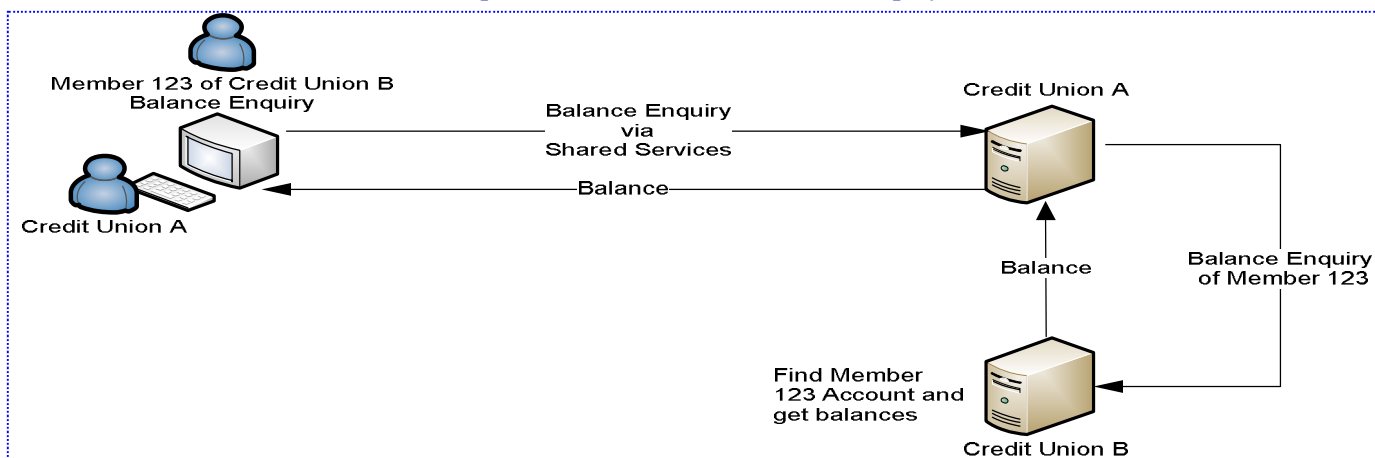 Member 123 of Credit Union B
Balance Enquiry
Credit Union A
Balance Enquiry
via
Shared Services
Balance
Credit Union A
Balance
Balance Enquiry
of Member 123
Find Member
123 Account and
get balances
Credit Union B